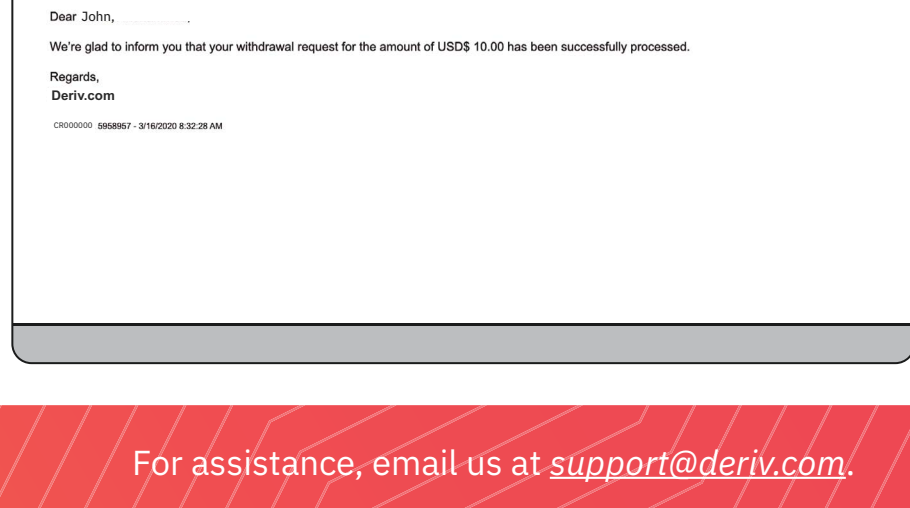 Dear John,
We're glad to inform you that your withdrawal request for the amount of USD$ 10.00 has been successfully processed.
Regards,
Deriv.com
CR000000 5958957 - 3/16/2020 8:32:28 AM
For assistance, email us at support@deriv.com.